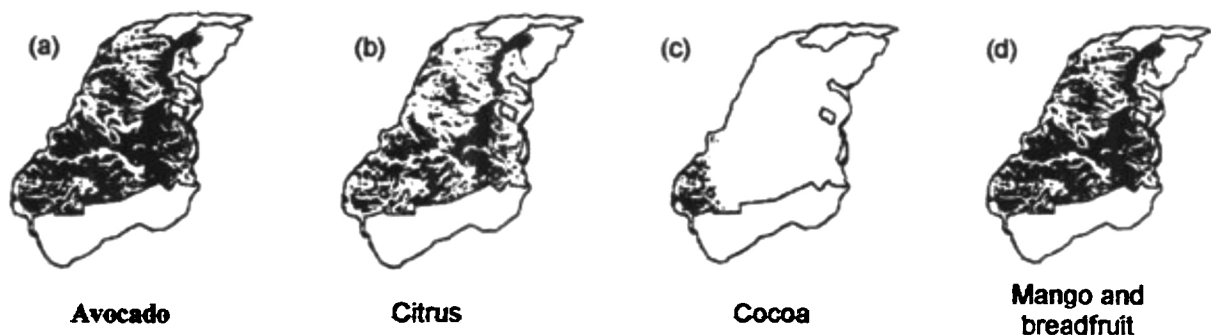 (a)
(b)
(c)
(d)
Avocado
Citrus
Cocoa
Mango and
breadfruit